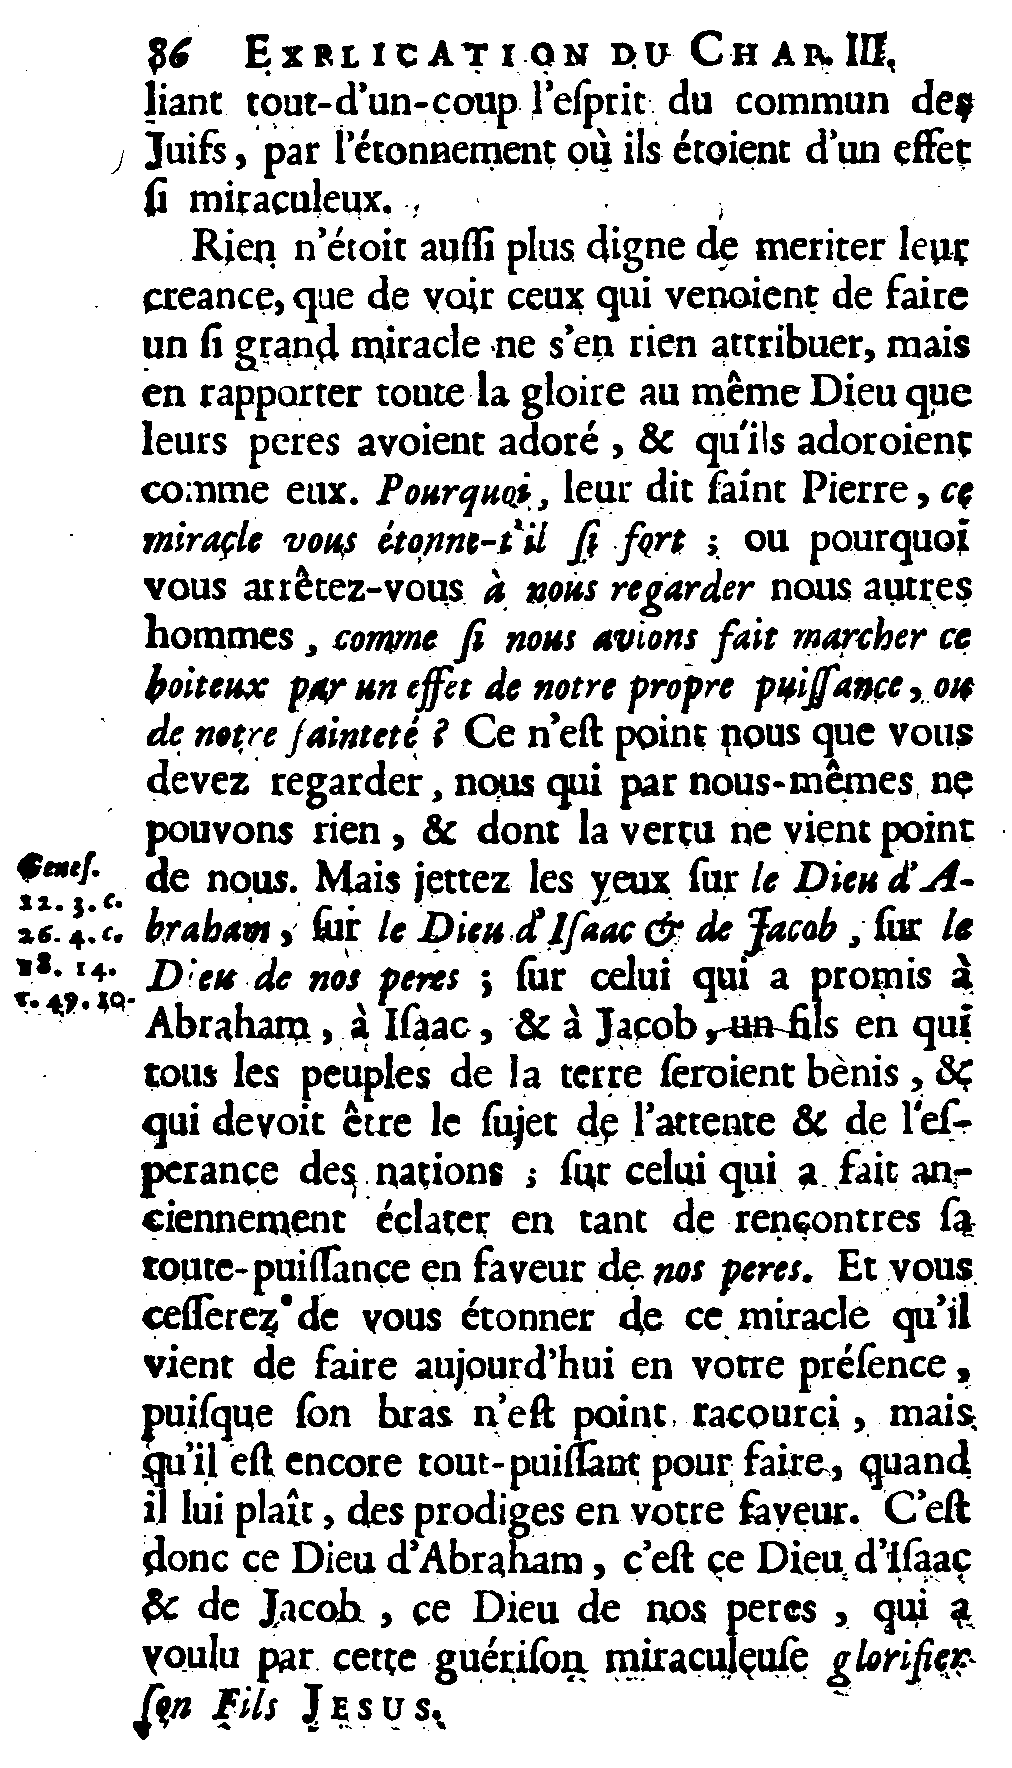 86 EXPLICATION DU CHAP. III.
liant tout-d'un-coup l'eſprit du commun des
Juifs, par l'étonnement où ils étoient d'un effet
ſi miraculeux.
Rien n'étoit auſſi plus digne de meriter leur
creance, que de voir ceux qui venoient de faire
un ſi grand miracle ne s'en rien attribuer, mais
en rapporter toute la gloire au même Dieu que
leurs peres avoient adoré, & qu'ils adoroient
comme eux. Pourquoi, leur dit ſaint Pierre, ce
miracle vous étonne-t'il ſi fort ; ou pourquoi
vous arrêtez-vous à nous regarder nous autres
hommes, comme ſi nous avions fait marcher ce
boiteux par un effet de notre propre puiſſance, ou
de notre ſainteté ? Ce n'eſt point nous que vous
devez regarder, nous qui par nous-mêmes ne
pouvons rien, & dont la vertu ne vient point
de nous. Mais jettez les yeux ſur le Dieu d'A-
braham, ſur le Dieu d'Iſaac & de Jacob, ſur le
Dieu de nos peres ; ſur celui qui a promis à
Abraham, à Iſaac, & à Jacob, un fils en qui
tous les peuples de la terre ſeroient bènis, &
qui devoit être le ſujet de l'attente & de l'eſ-
perance des nations ; ſur celui qui a fait an-
ciennement éclater en tant de rencontres ſa
toute-puiſſance en faveur de nos peres. Et vous
ceſſerez de vous étonner de ce miracle qu'il
vient de faire aujourd'hui en votre préſence,
puiſque ſon bras n'eſt point racourci, mais
qu'il eſt encore tout-puiſſant pour faire, quand
il lui plaît, des prodiges en votre faveur. C'eſt
donc ce Dieu d'Abraham, c'eſt ce Dieu d'Iſaac
& de Jacob, ce Dieu de nos peres, qui a
voulu par cette guériſon miraculeuſe glorifier
ſon Fils JESUS.
Geneſ.
22. 3. c.
26. 4. c.
28. 14.
c. 49. 10.